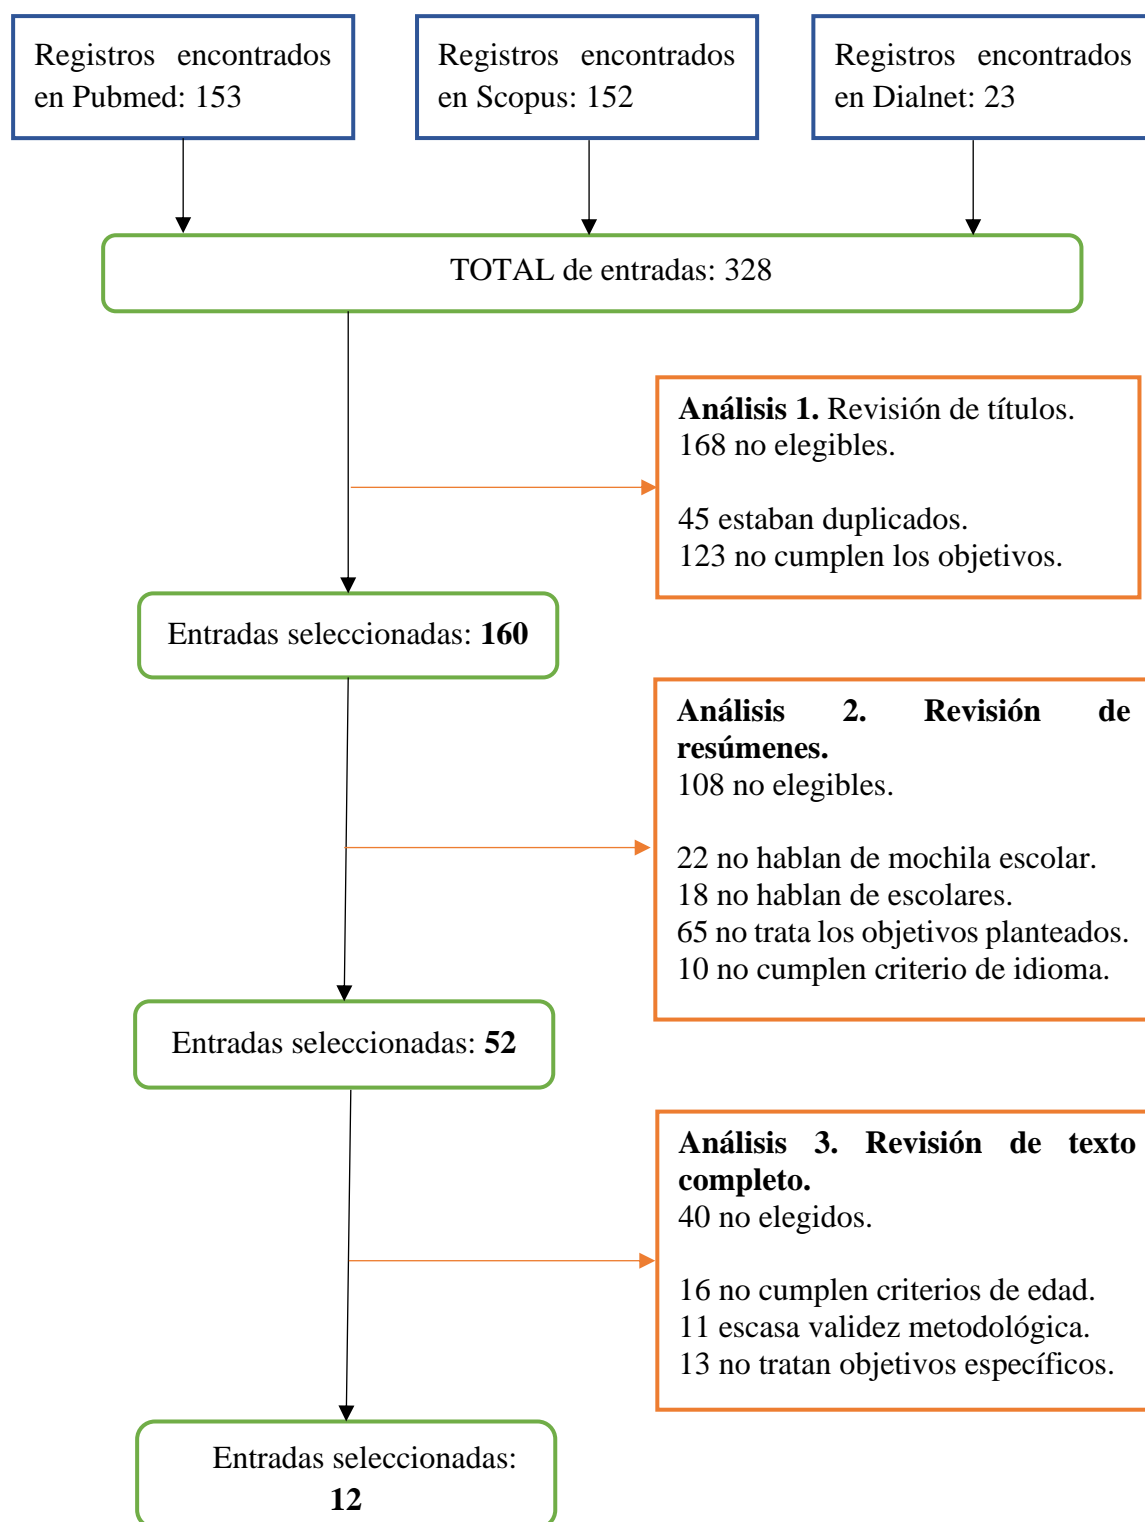 Registros encontrados
en Pubmed: 153
Registros encontrados
en Scopus: 152
Registros encontrados
en Dialnet: 23
TOTAL de entradas: 328
Análisis 1. Revisión de títulos.
168 no elegibles.
45 estaban duplicados.
123 no cumplen los objetivos.
Entradas seleccionadas: 160
Análisis 2. Revisión de
resúmenes.
108 no elegibles.
22 no hablan de mochila escolar.
18 no hablan de escolares.
65 no trata los objetivos planteados.
10 no cumplen criterio de idioma.
Entradas seleccionadas: 52
Análisis 3. Revisión de texto
completo.
40 no elegidos.
16 no cumplen criterios de edad.
11 escasa validez metodológica.
13 no tratan objetivos específicos.
Entradas seleccionadas:
12